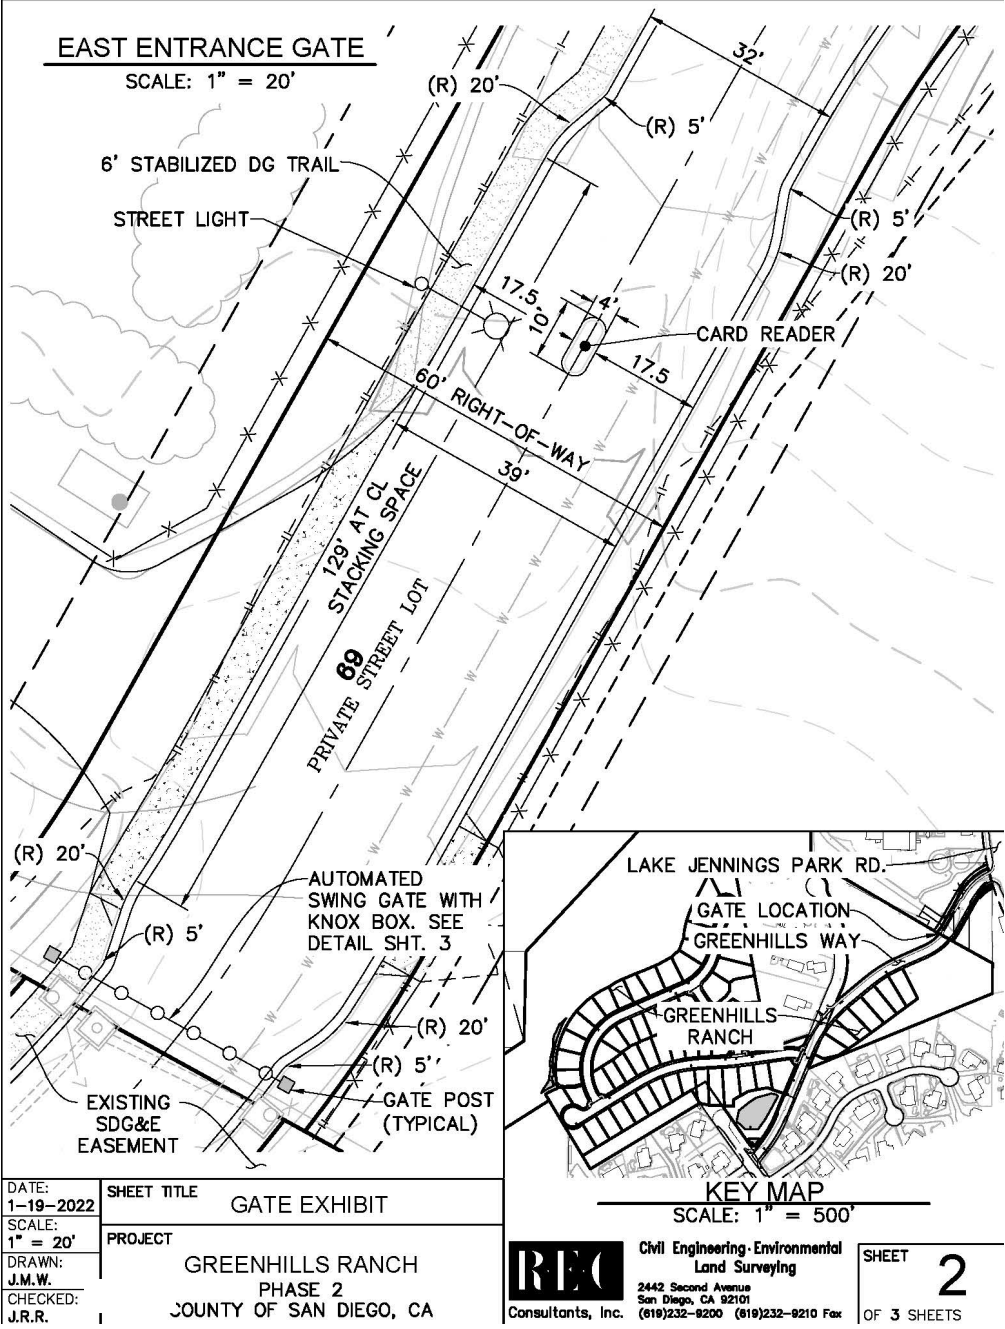 EAST ENTRANCE GATE
SCALE: 1" = 20'
(R) 20'
32'
(R) 5'
6' STABILIZED DG TRAIL
STREET LIGHT
(R) 5'
(R) 20'
17.5
10'
4'
CARD READER
17.5
60' RIGHT-OF-WAY
39'
129' AT CL
STACKING SPACE
69
PRIVATE STREET LOT
W
W
W
W
W
W
W
W
W
W
(R) 20'
(R) 5'
AUTOMATED
SWING GATE WITH
KNOX BOX. SEE
DETAIL SHT. 3
(R) 20'
(R) 5'
GATE POST
(TYPICAL)
EXISTING
SDG&E
EASEMENT
LAKE JENNINGS PARK RD.
GATE LOCATION
GREENHILLS WAY
GREENHILLS
RANCH
KEY MAP
SCALE: 1" = 500'
DATE:
1-19-2022
SCALE:
1" = 20'
DRAWN:
J.M.W.
CHECKED:
J.R.R.
SHEET TITLE
GATE EXHIBIT
PROJECT
GREENHILLS RANCH
PHASE 2
COUNTY OF SAN DIEGO, CA
REC
Consultants, Inc.
Civil Engineering·Environmental
Land Surveying
2442 Second Avenue
San Diego, CA 92101
(619)232-9200 (619)232-9210 Fax
SHEET
2
OF 3 SHEETS